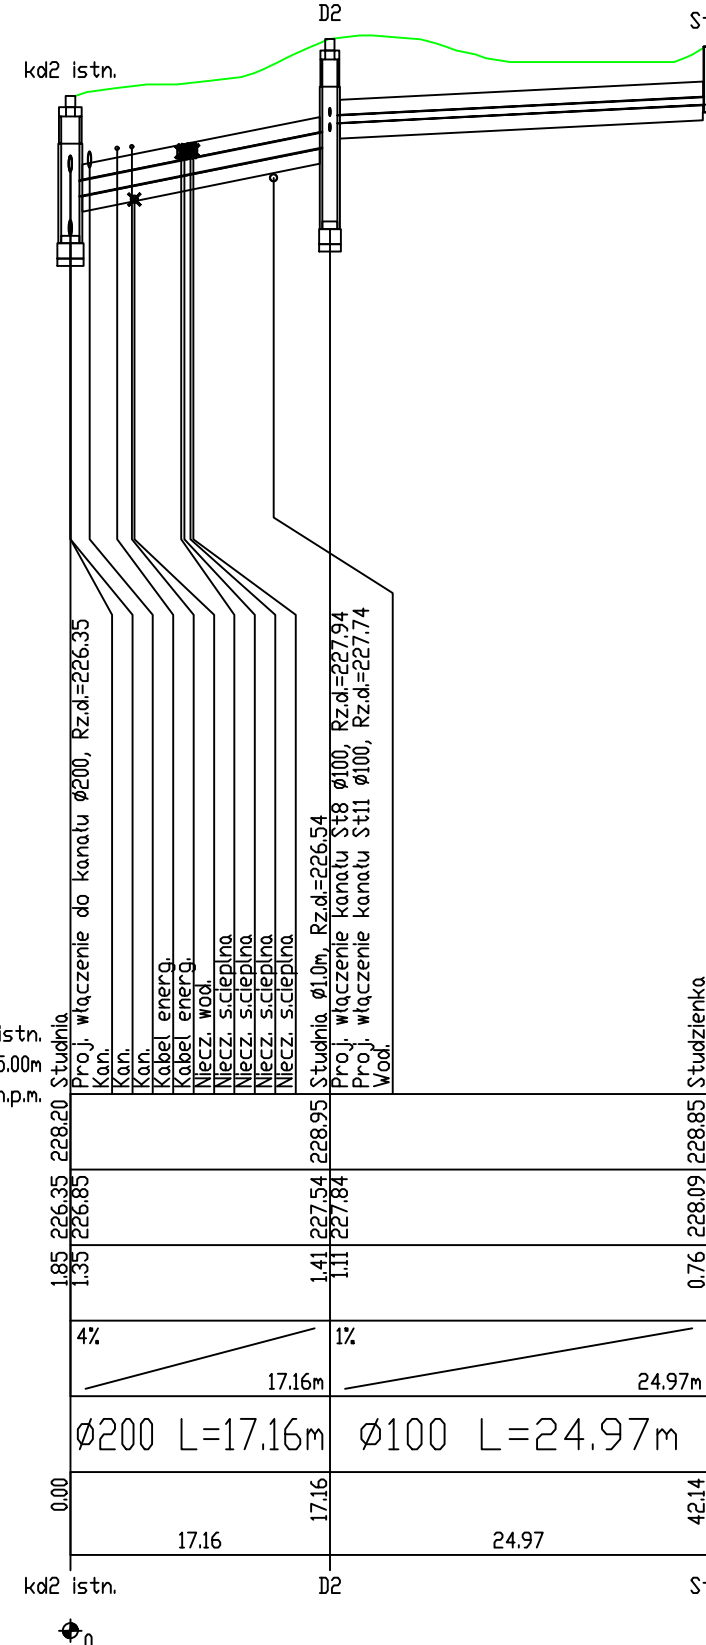 D2
kd2 istn.
Studnia
Proj. włączenie do kanału ø200, Rz.d.=226.35
Kan.
Kan.
Kan.
Kabel energ.
Kabel energ.
Niecz. wod.
Niecz. s.cieplna
Niecz. s.cieplna
Niecz. s.cieplna
Niecz. s.cieplna
Studnia ø1.0m, Rz.d.=226.54
Proj. włączenie kanału St8 ø100, Rz.d.=227.94
Proj. włączenie kanału St11 ø100, Rz.d.=227.74
Wod.
Studzienka
istn.
5.00m
n.p.m.
228.20
228.95
228.85
226.35
226.85
227.54
227.84
228.09
1.85
1.35
1.41
1.11
0.76
4%
17.16m
1%
24.97m
ø200 L=17.16m
ø100 L=24.97m
0.00
17.16
42.14
17.16
24.97
kd2 istn.
D2